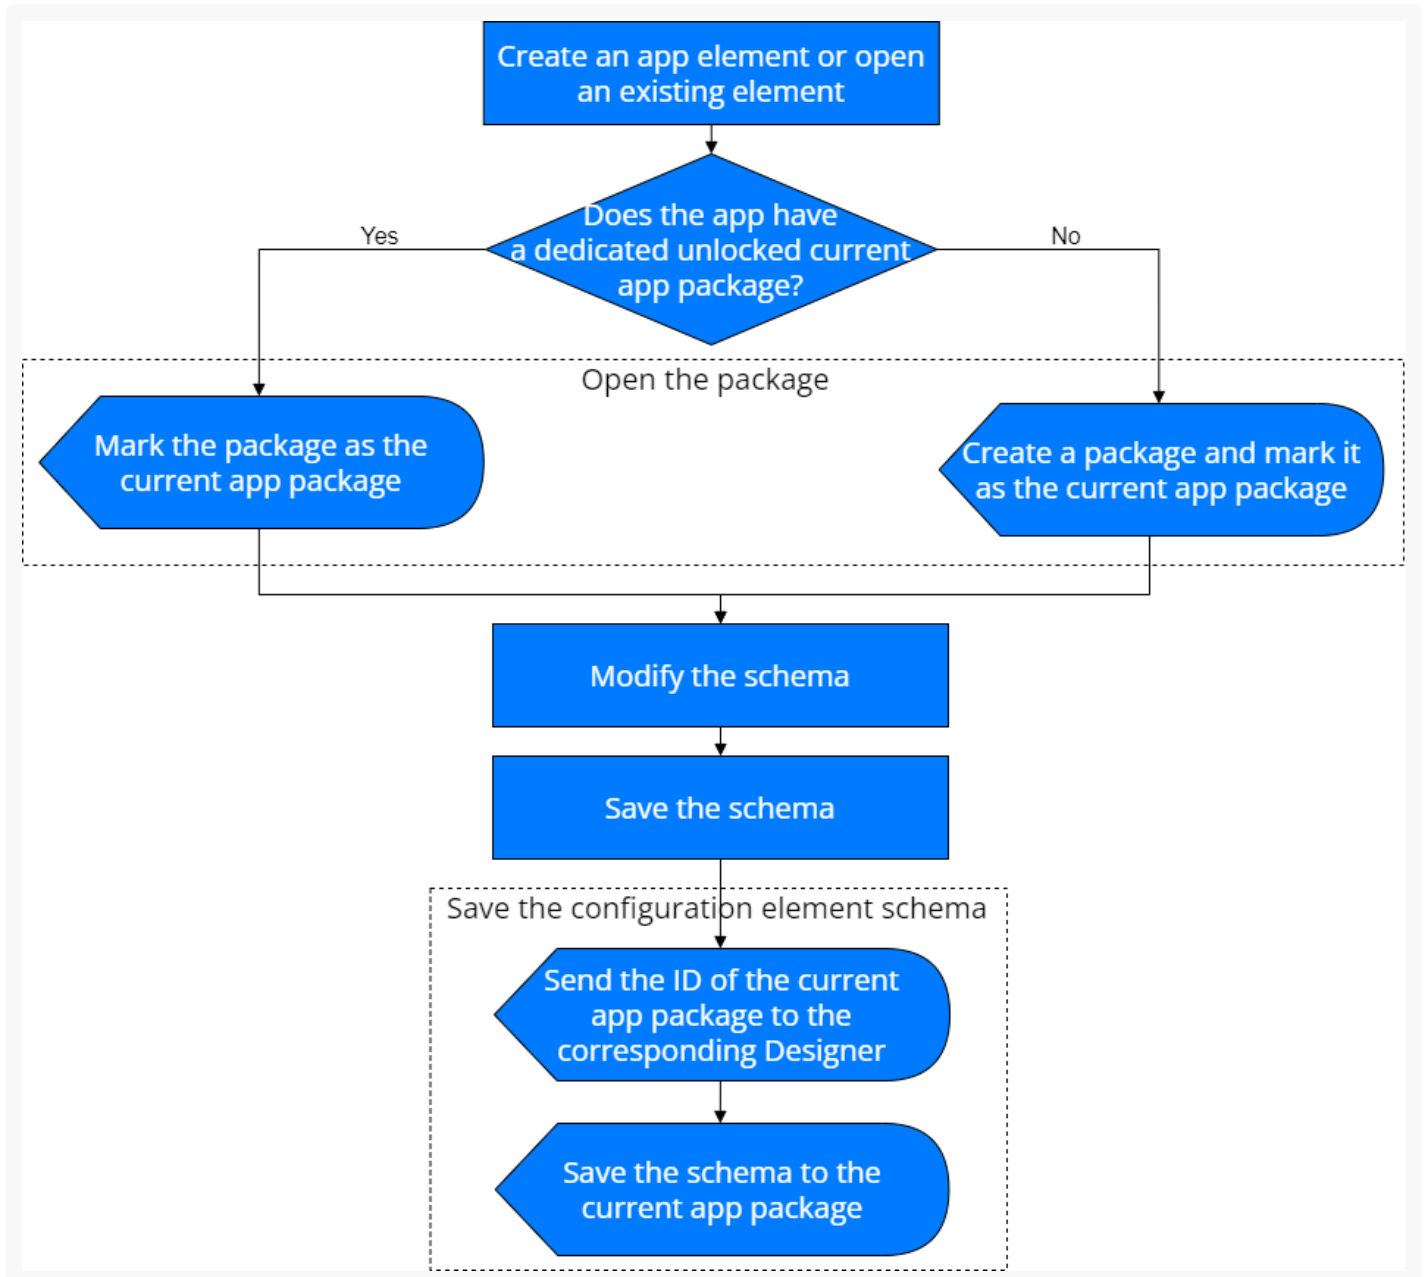 Create an app element or open
an existing element
Does the app have
a dedicated unlocked current
app package?
Yes
No
Open the package
Mark the package as the
current app package
Create a package and mark it
as the current app package
Modify the schema
Save the schema
Save the configuration element schema
Send the ID of the current
app package to the
corresponding Designer
Save the schema to the
current app package